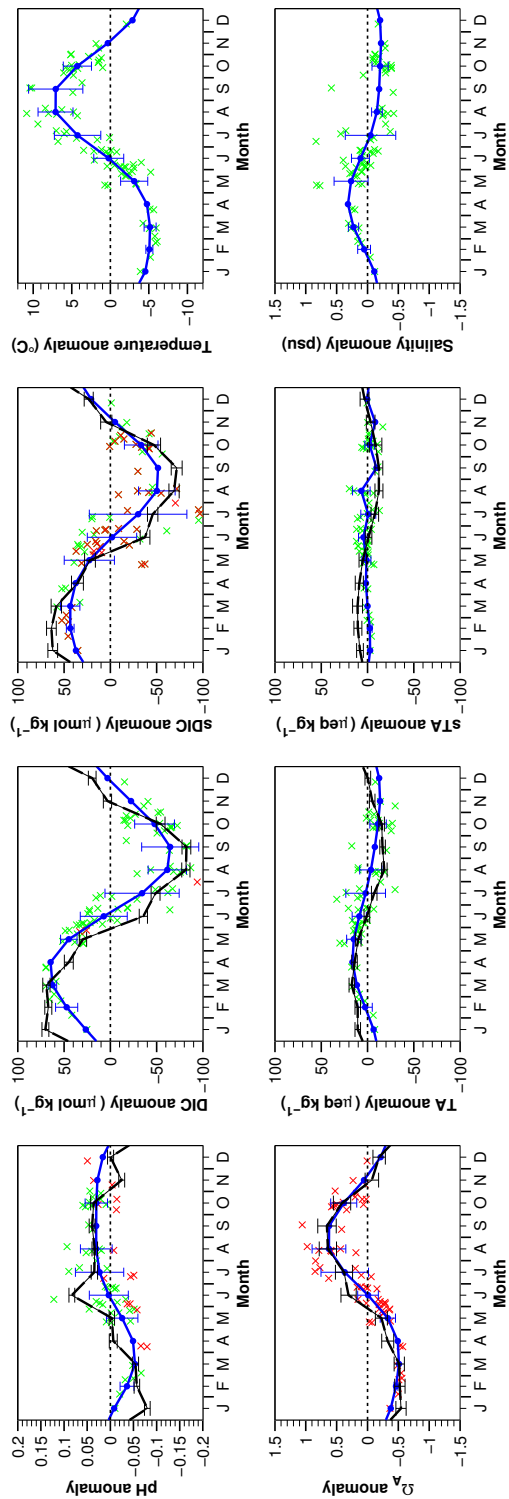 pH anomaly
0.2
0.15
0.1
0.05
0
−0.05
−0.1
−0.15
−0.2
J F M A M J J A S O N D
Month
DIC anomaly ( μmol kg⁻¹)
100
50
0
−50
−100
J F M A M J J A S O N D
Month
sDIC anomaly ( μmol kg⁻¹)
100
50
0
−50
−100
J F M A M J J A S O N D
Month
Temperature anomaly (°C)
10
5
0
−5
−10
J F M A M J J A S O N D
Month
Ω_A anomaly
1.5
1
0.5
0
−0.5
−1
−1.5
J F M A M J J A S O N D
Month
TA anomaly ( μeq kg⁻¹)
100
50
0
−50
−100
J F M A M J J A S O N D
Month
sTA anomaly ( μeq kg⁻¹)
100
50
0
−50
−100
J F M A M J J A S O N D
Month
Salinity anomaly (psu)
1.5
1
0.5
0
−0.5
−1
−1.5
J F M A M J J A S O N D
Month